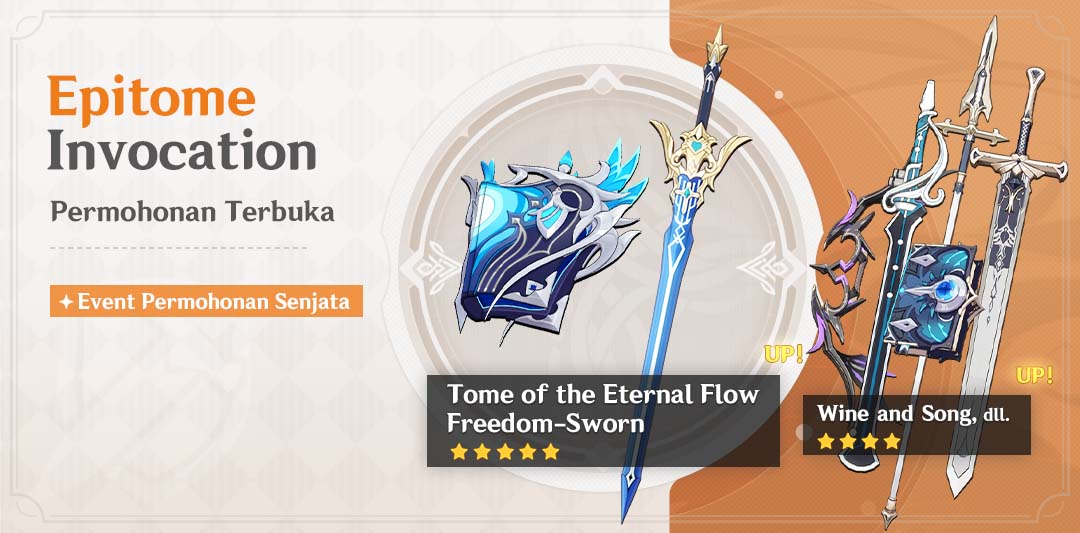 Epitome
Invocation
Permohonan Terbuka
Event Permohonan Senjata
UP!
Tome of the Eternal Flow
Freedom-Sworn
UP!
Wine and Song, dll.